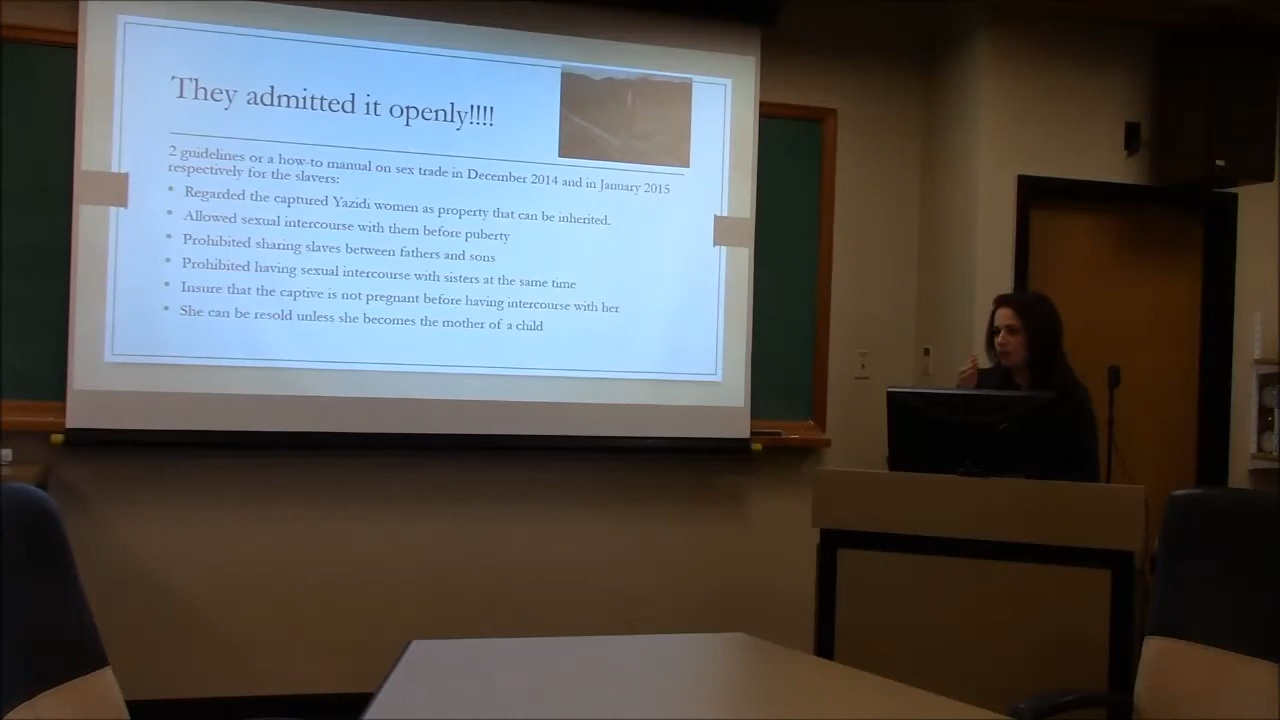 They admitted it openly!!!!
2 guidelines or a how-to manual on sex trade in December 2014 and in January 2015
respectively for the slavers:
• Regarded the captured Yazidi women as property that can be inherited.
• Allowed sexual intercourse with them before puberty
• Prohibited sharing slaves between fathers and sons
• Prohibited having sexual intercourse with sisters at the same time
• Insure that the captive is not pregnant before having intercourse with her
• She can be resold unless she becomes the mother of a child